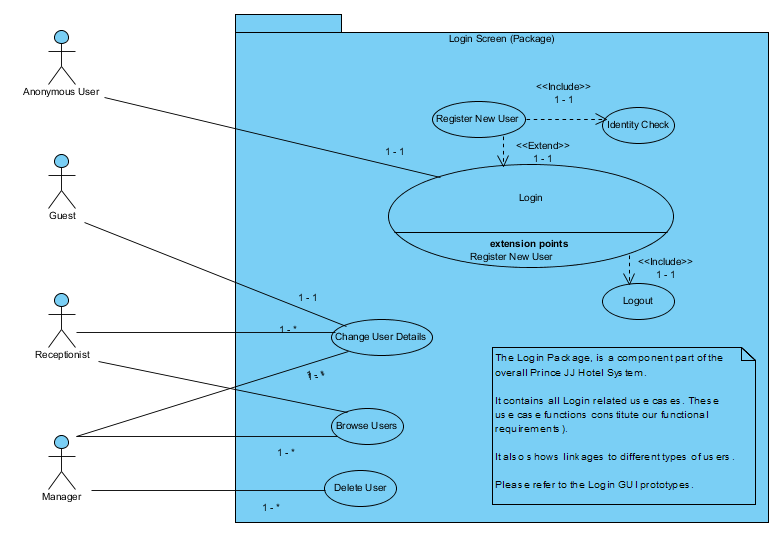 Login Screen (Package)
Anonymous User
<<Include>>
1 - 1
Register New User
Identity Check
<<Extend>>
1 - 1
1 - 1
Login
Guest
extension points
Register New User
<<Include>>
1 - 1
1 - 1
Logout
Receptionist
1 - *
Change User Details
The Login Package, is a component part of the
overall Prince JJ Hotel System.
It contains all Login related use cases. These
use case functions constitute our functional
requirements).
It also shows linkages to different types of users.
Please refer to the Login GUI prototypes.
1 - *
Browse Users
1 - *
Manager
Delete User
1 - *